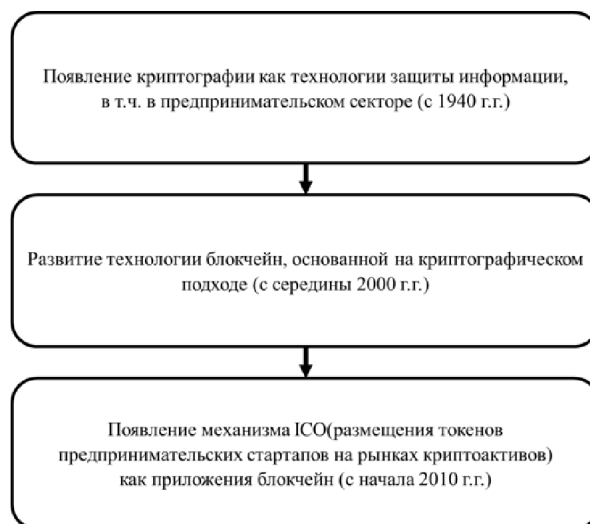 Появление криптографии как технологии защиты информации,
в т.ч. в предпринимательском секторе (с 1940 г.г.)
Развитие технологии блокчейн, основанной на криптографическом
подходе (с середины 2000 г.г.)
Появление механизма ICO(размещения токенов
предпринимательских стартапов на рынках криптоактивов)
как приложения блокчейн (с начала 2010 г.г.)